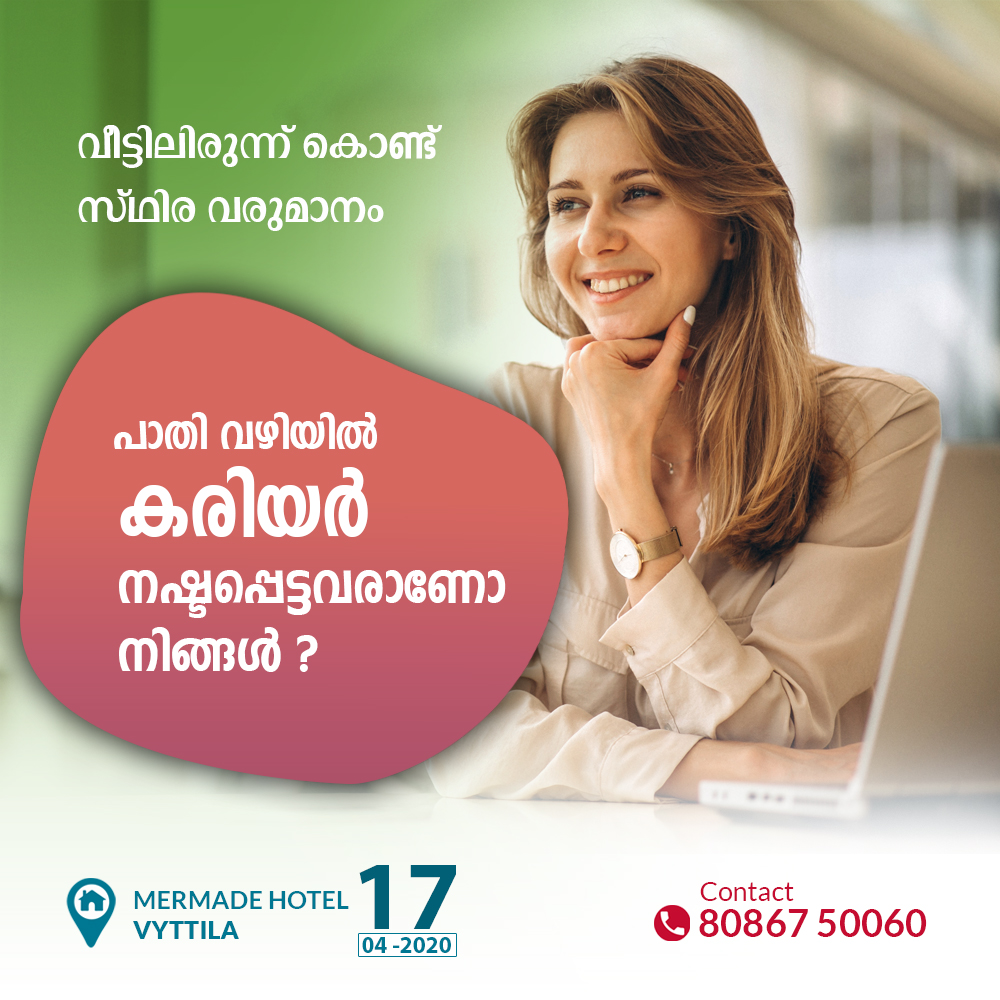 വീട്ടിലിരുന്ന് കൊണ്ട്
സ്ഥിര വരുമാനം
പാതി വഴിയിൽ
കരിയർ
നഷ്ടപ്പെട്ടവരാണോ
നിങ്ങൾ ?
MERMADE HOTEL
VYTTILA
17
04 -2020
Contact
80867 50060